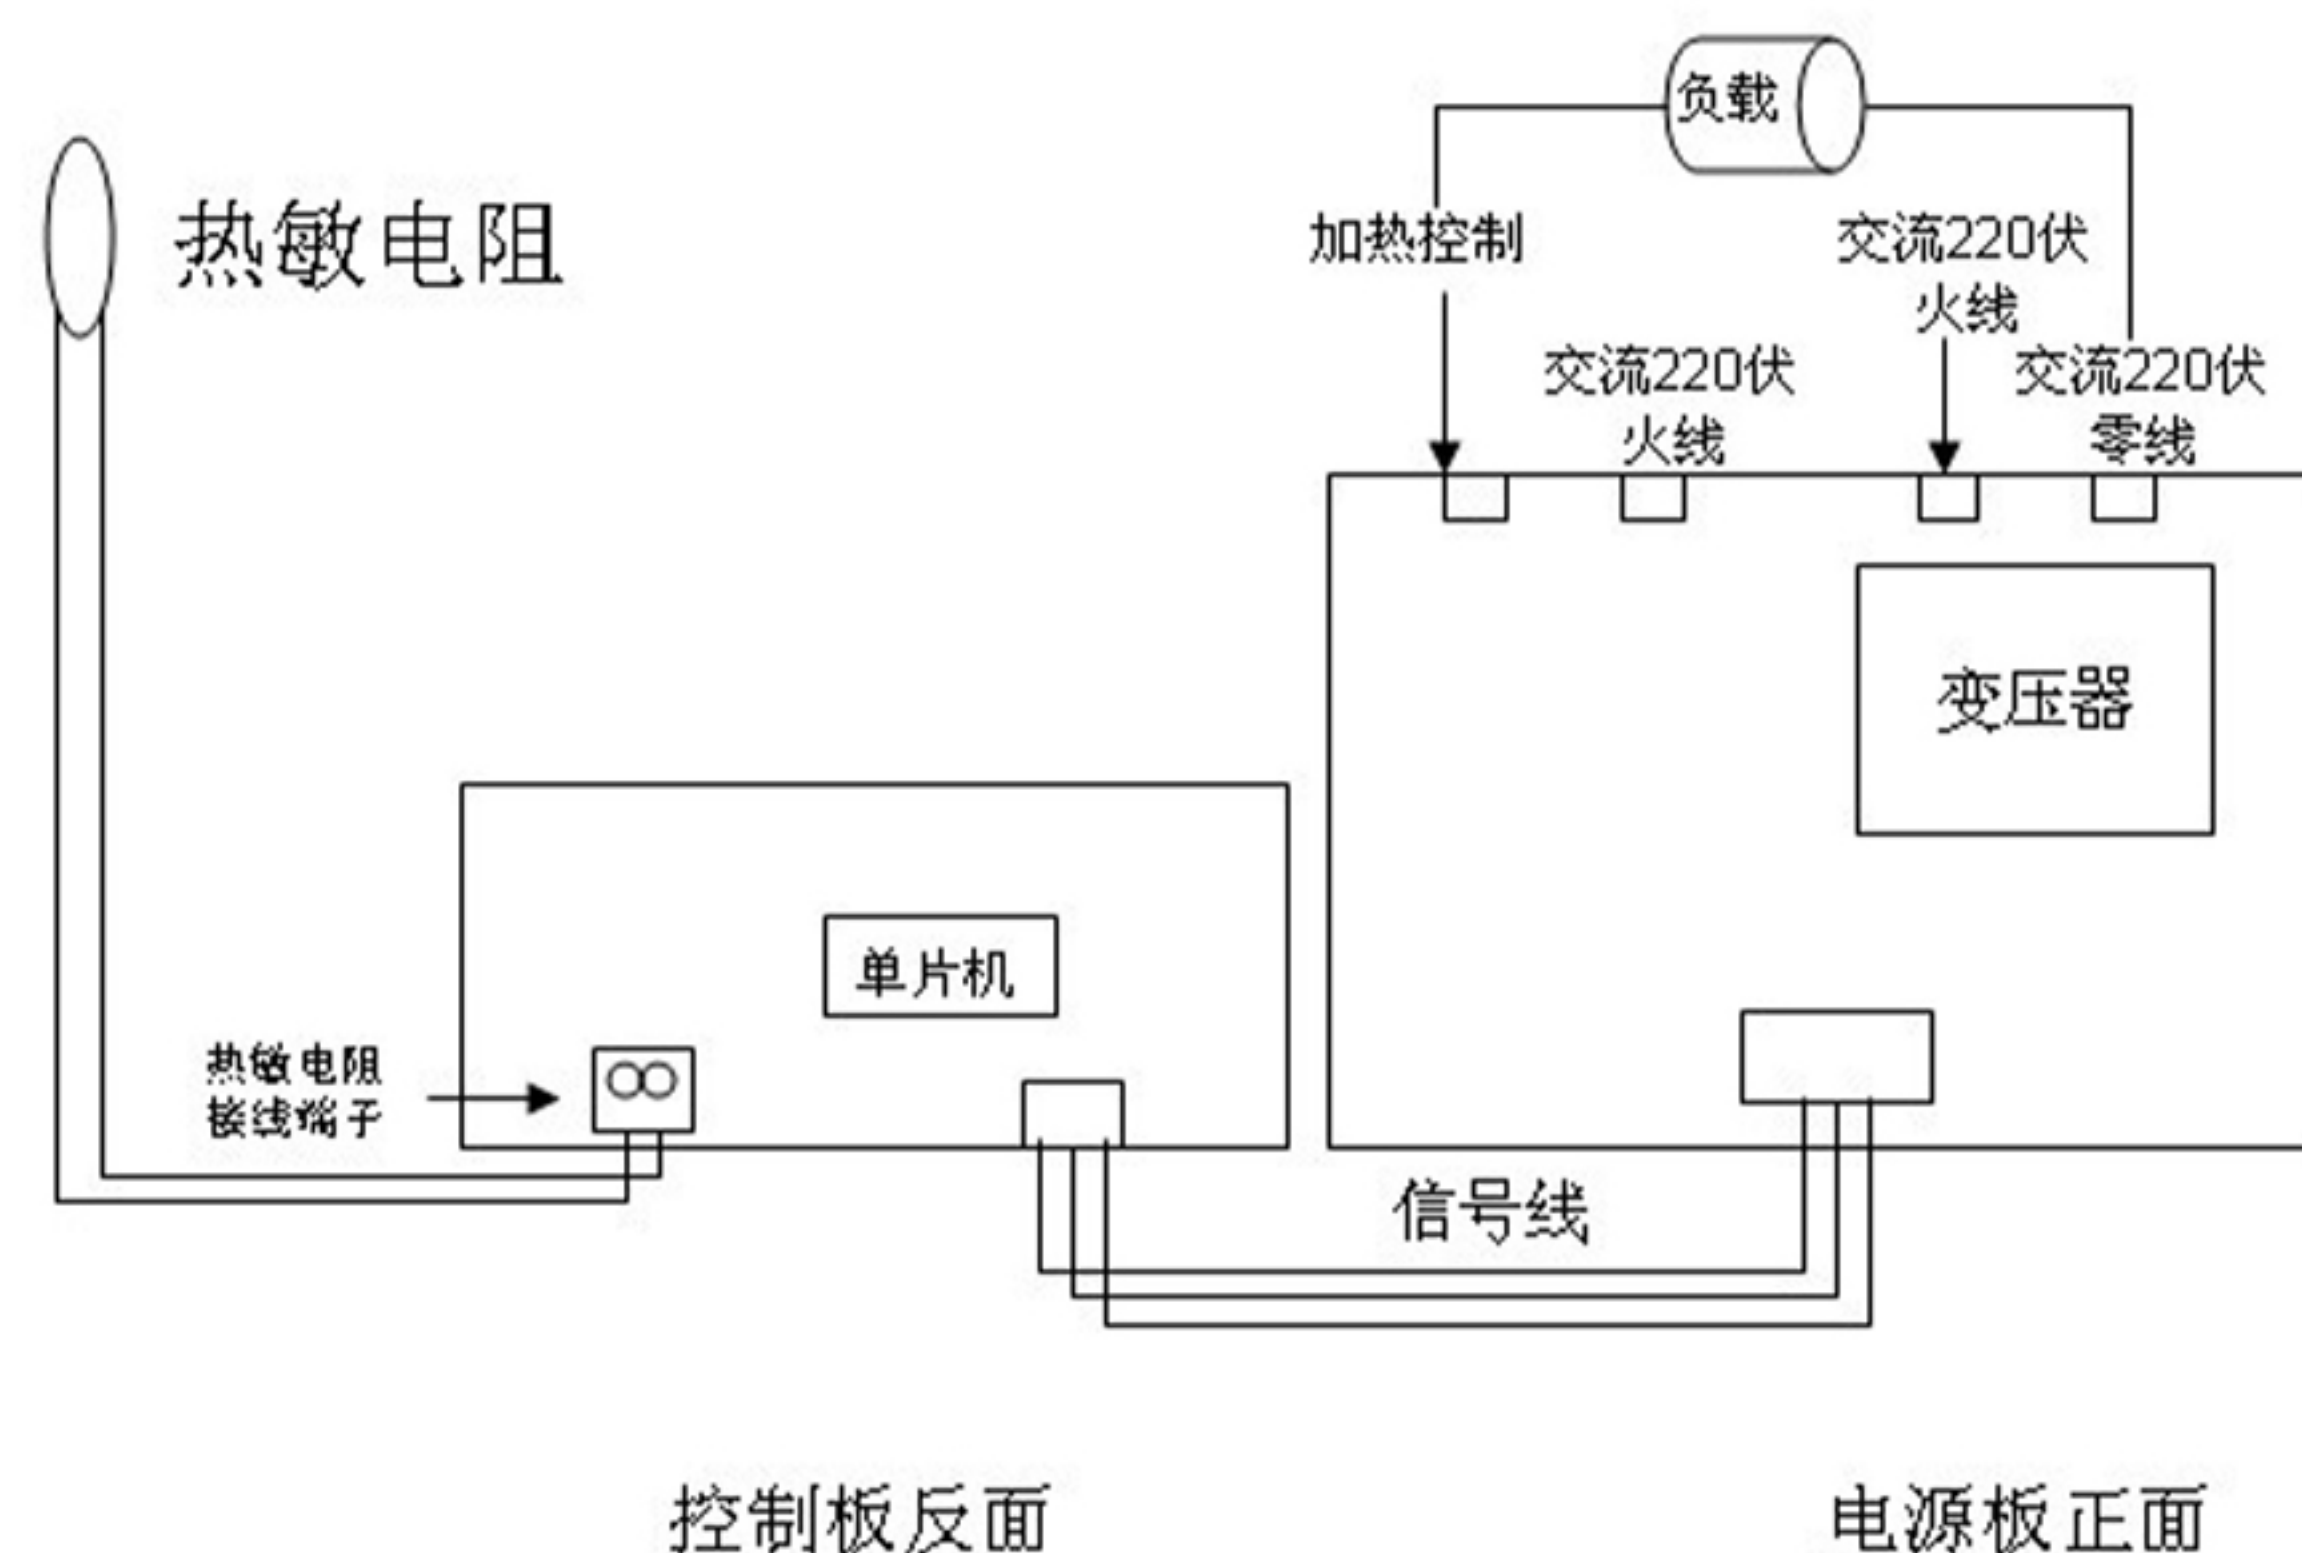 负载
热敏电阻
加热控制
交流220伏
火线
交流220伏
火线
交流220伏
零线
变压器
单片机
热敏电阻
接线端子
信号线
控制板反面
电源板正面